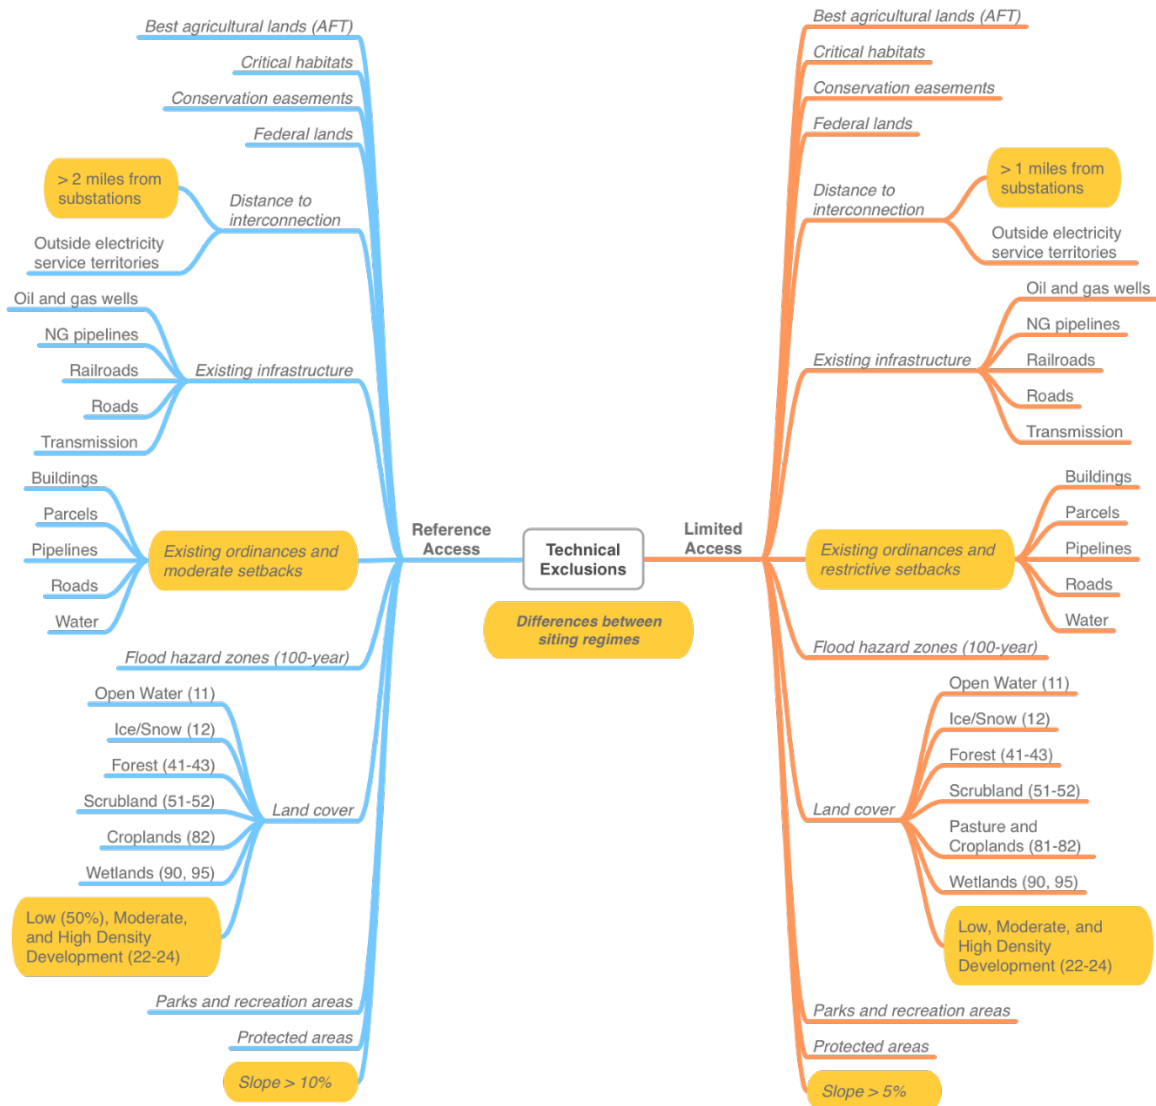 Best agricultural lands (AFT)
Critical habitats
Conservation easements
Federal lands
> 2 miles from
substations
Distance to
interconnection
Outside electricity
service territories
Oil and gas wells
NG pipelines
Railroads
Existing infrastructure
Roads
Transmission
Buildings
Parcels
Pipelines
Existing ordinances and
moderate setbacks
Roads
Water
Flood hazard zones (100-year)
Open Water (11)
Ice/Snow (12)
Forest (41-43)
Scrubland (51-52)
Land cover
Croplands (82)
Wetlands (90, 95)
Low (50%), Moderate,
and High Density
Development (22-24)
Parks and recreation areas
Protected areas
Slope > 10%
Reference
Access
Technical
Exclusions
Differences between
siting regimes
Limited
Access
Best agricultural lands (AFT)
Critical habitats
Conservation easements
Federal lands
Distance to
interconnection
> 1 miles from
substations
Outside electricity
service territories
Existing infrastructure
Oil and gas wells
NG pipelines
Railroads
Roads
Transmission
Existing ordinances and
restrictive setbacks
Buildings
Parcels
Pipelines
Roads
Water
Flood hazard zones (100-year)
Land cover
Open Water (11)
Ice/Snow (12)
Forest (41-43)
Scrubland (51-52)
Pasture and
Croplands (81-82)
Wetlands (90, 95)
Low, Moderate, and
High Density
Development (22-24)
Parks and recreation areas
Protected areas
Slope > 5%